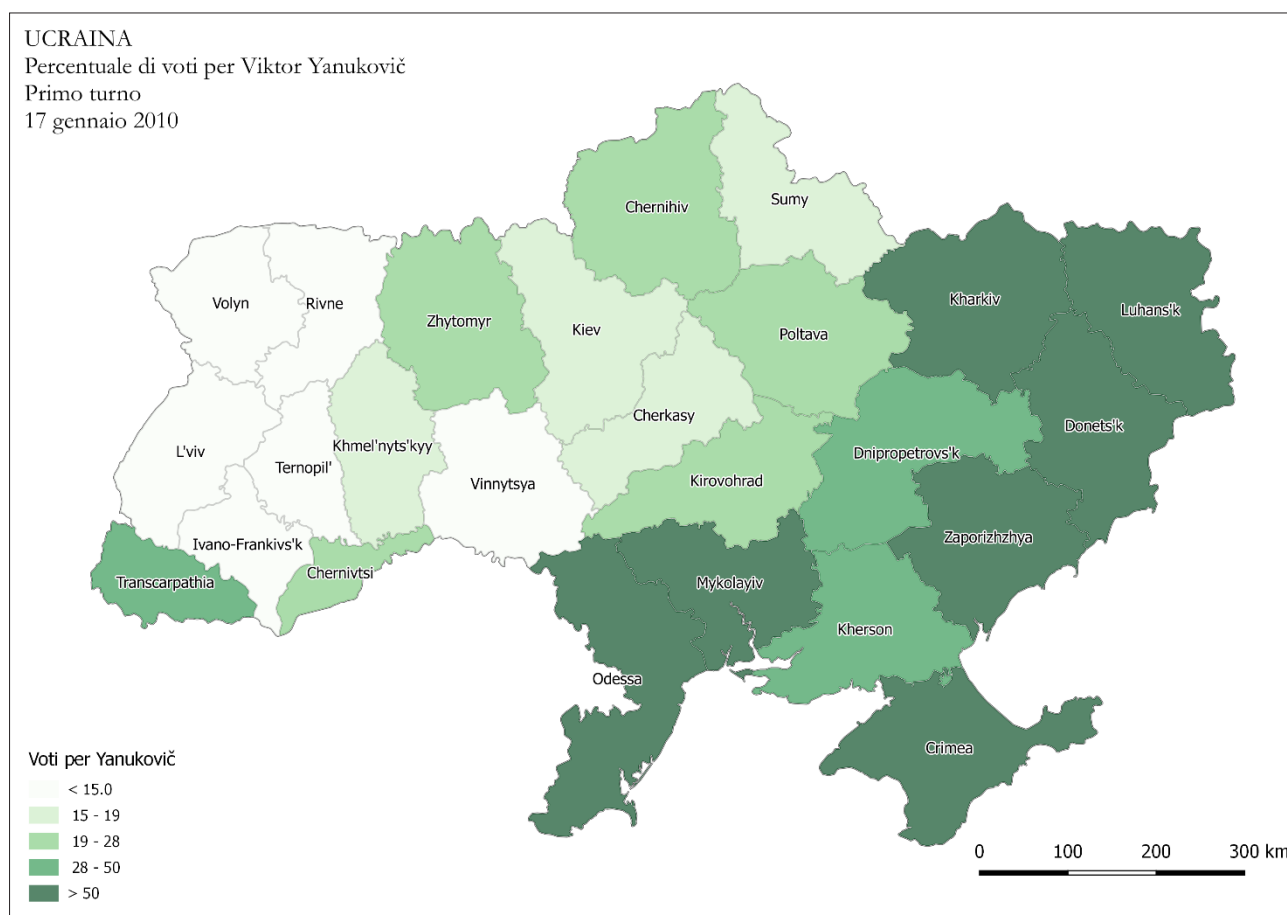 UCRAINA
Percentuale di voti per Viktor Yanukovič
Primo turno
17 gennaio 2010
Chernihiv
Sumy
Volyn
Rivne
Zhytomyr
Kiev
Poltava
Kharkiv
Luhans'k
L'viv
Ternopil'
Khmel'nyts'kyy
Vinnytsya
Cherkasy
Kirovohrad
Dnipropetrovs'k
Donets'k
Ivano-Frankivs'k
Transcarpathia
Chernivtsi
Mykolayiv
Zaporizhzhya
Kherson
Odessa
Crimea
Voti per Yanukovič
< 15.0
15 - 19
19 - 28
28 - 50
> 50
0 100 200 300 km